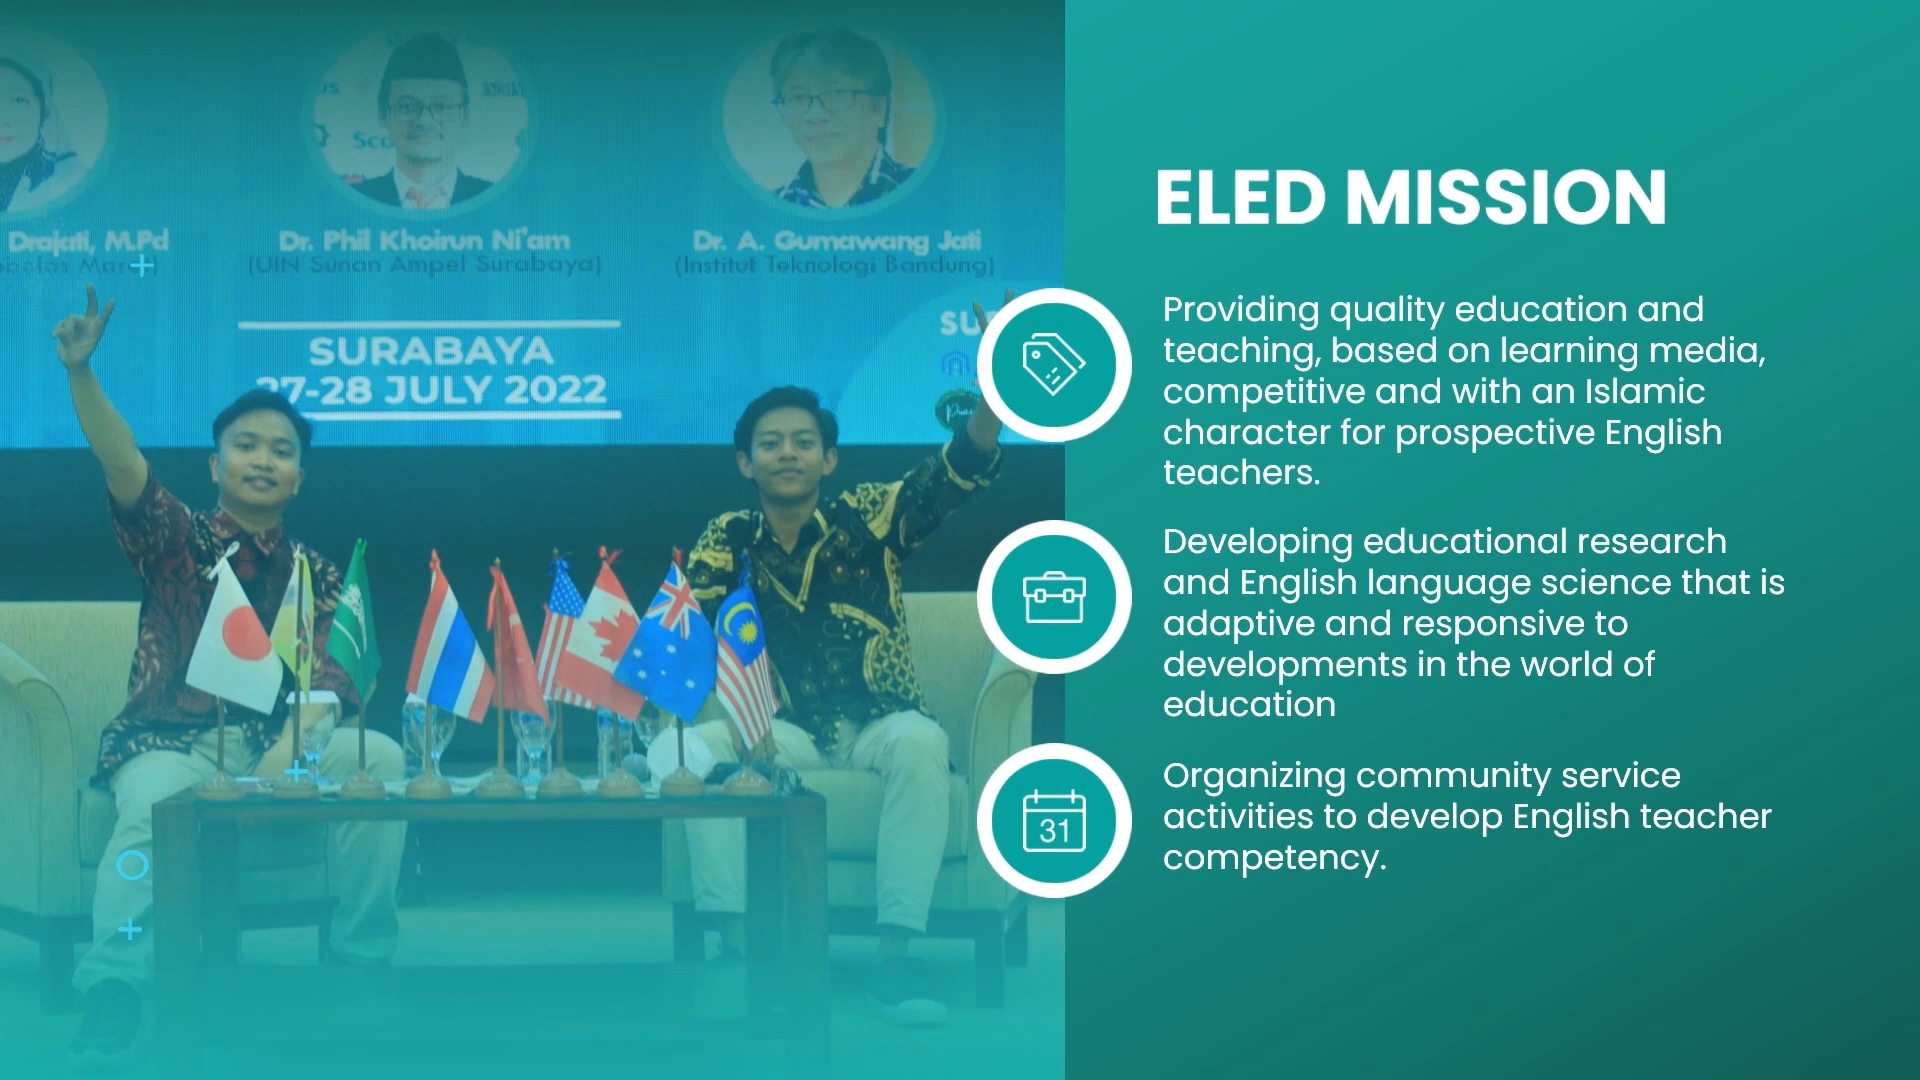 Drajati, M.Pd
Dr. Phil Khoirun Ni'am
(UIN Sunan Ampel Surabaya)
Dr. A. Gumawang Jati
(Institut Teknologi Bandung)
SURABAYA
27-28 JULY 2022
ELED MISSION
Providing quality education and
teaching, based on learning media,
competitive and with an Islamic
character for prospective English
teachers.
Developing educational research
and English language science that is
adaptive and responsive to
developments in the world of
education
31
Organizing community service
activities to develop English teacher
competency.